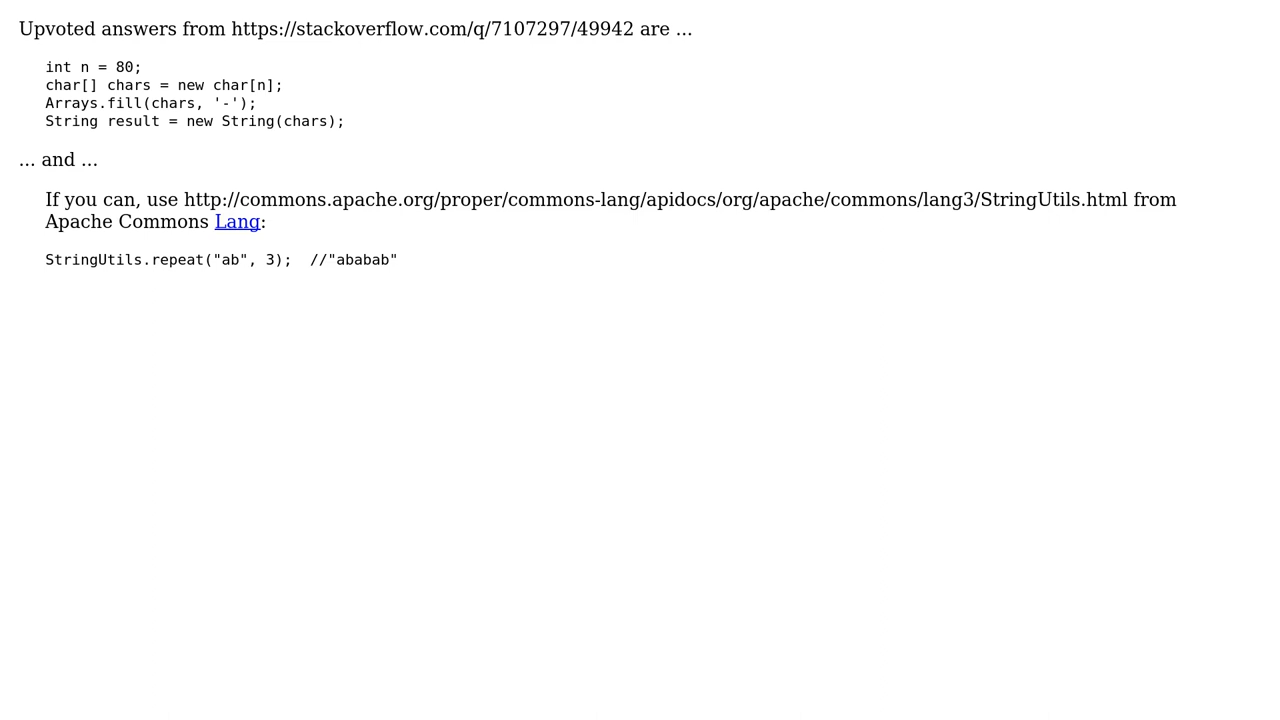 Upvoted answers from https://stackoverflow.com/q/7107297/49942 are ...
int n = 80;
char[] chars = new char[n];
Arrays.fill(chars, '-');
String result = new String(chars);
... and ...
If you can, use http://commons.apache.org/proper/commons-lang/apidocs/org/apache/commons/lang3/StringUtils.html from
Apache Commons Lang:
StringUtils.repeat("ab", 3);  //"ababab"